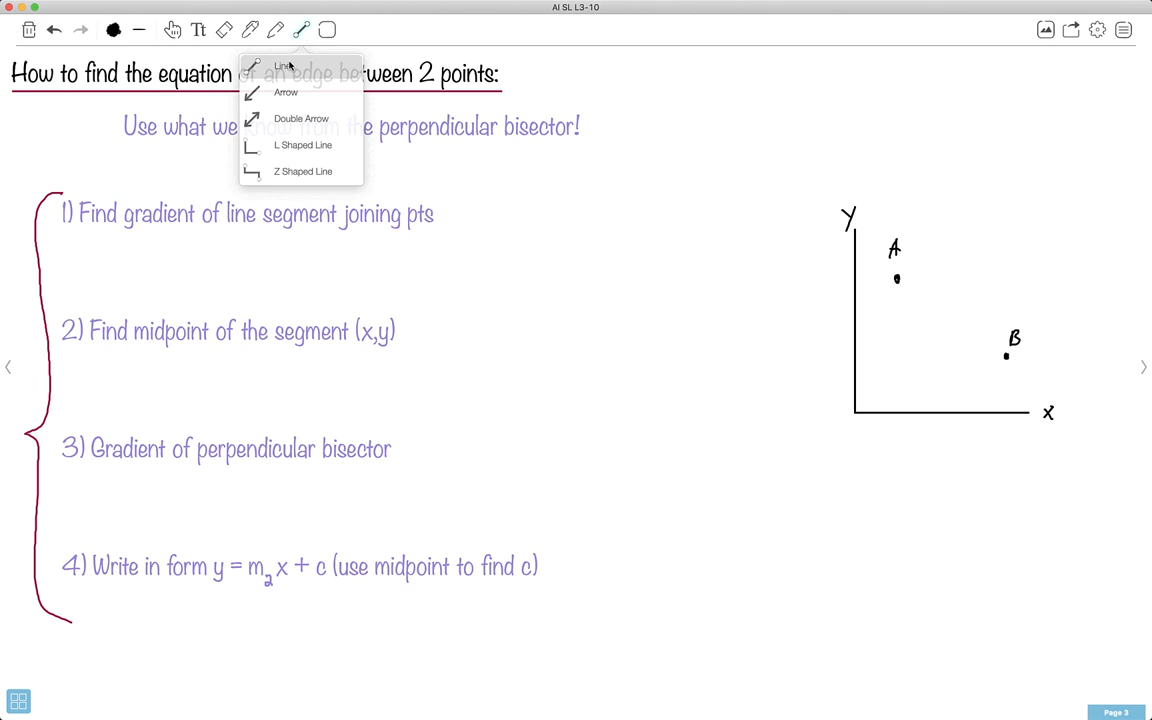 AI SL L3-10
Tt
How to find the equation of an edge between 2 points:
Line
Arrow
Use what we know from the perpendicular bisector!
Double Arrow
L Shaped Line
Z Shaped Line
1) Find gradient of line segment joining pts
y
A
2) Find midpoint of the segment (x,y)
B
x
3) Gradient of perpendicular bisector
4) Write in form y = m₂x + c (use midpoint to find c)
Page 3